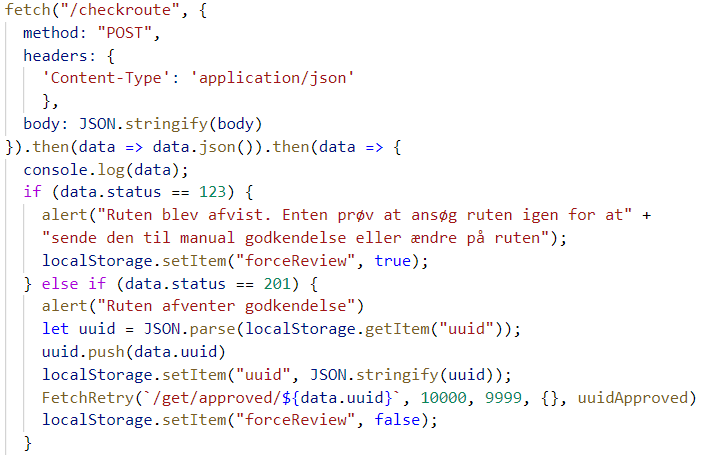 fetch("/checkroute", {
method: "POST",
headers: {
'Content-Type': 'application/json'
},
body: JSON.stringify(body)
}).then(data => data.json()).then(data => {
console.log(data);
if (data.status == 123) {
alert("Ruten blev afvist. Enten prøv at ansøg ruten igen for at" +
"sende den til manual godkendelse eller ændre på ruten");
localStorage.setItem("forceReview", true);
} else if (data.status == 201) {
alert("Ruten afventer godkendelse")
let uuid = JSON.parse(localStorage.getItem("uuid"));
uuid.push(data.uuid)
localStorage.setItem("uuid", JSON.stringify(uuid));
FetchRetry(`/get/approved/${data.uuid}`, 10000, 9999, {}, uuidApproved)
localStorage.setItem("forceReview", false);
}